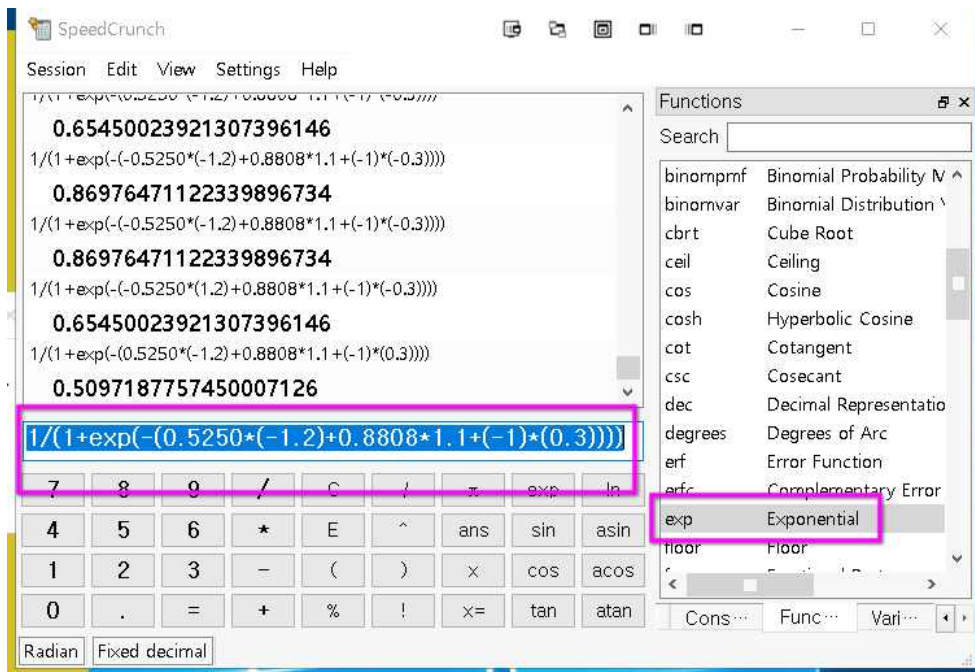 SpeedCrunch
Session Edit View Settings Help
0.65450023921307396146
1/(1+exp(-(-0.5250*(-1.2)+0.8808*1.1+(-1)*(-0.3))))
0.86976471122339896734
1/(1+exp(-(-0.5250*(-1.2)+0.8808*1.1+(-1)*(-0.3))))
0.86976471122339896734
1/(1+exp(-(-0.5250*(1.2)+0.8808*1.1+(-1)*(-0.3))))
0.65450023921307396146
1/(1+exp(-(0.5250*(-1.2)+0.8808*1.1+(-1)*(0.3))))
0.5097187757450007126
1/(1+exp(-(0.5250*(-1.2)+0.8808*1.1+(-1)*(0.3))))
7 8 9 / C π exp ln
4 5 6 * E ^ ans sin asin
1 2 3 − ( ) X cos acos
0 . = + % ! X= tan atan
Radian Fixed decimal
Functions
Search
binompmf Binomial Probability M
binomvar Binomial Distribution
cbrt Cube Root
ceil Ceiling
cos Cosine
cosh Hyperbolic Cosine
cot Cotangent
csc Cosecant
dec Decimal Representatio
degrees Degrees of Arc
erf Error Function
erfc Complementary Error
exp Exponential
floor Floor
Cons… Func… Vari…